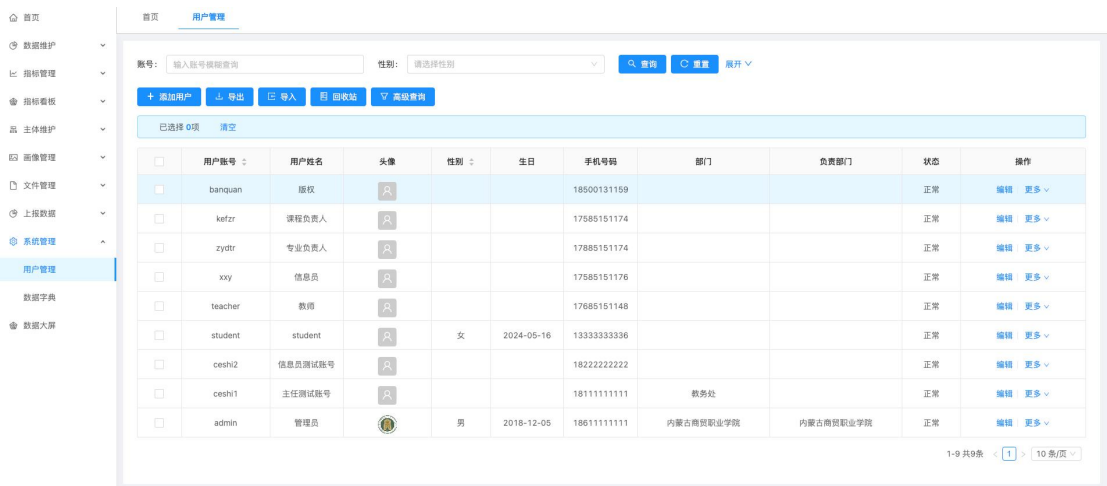 首页
数据维护
指标管理
指标看板
主体维护
画像管理
文件管理
上报数据
系统管理
用户管理
数据字典
数据大屏
首页 用户管理
账号: 输入账号模糊查询 性别: 请选择性别 查询 重置 展开
添加用户 导出 导入 回收站 高级查询
已选择 0项 清空
用户账号 用户姓名 头像 性别 生日 手机号码 部门 负责部门 状态 操作
banquan 版权 18500131159 正常 编辑 更多
kefzr 课程负责人 17585151174 正常 编辑 更多
zydtr 专业负责人 17885151174 正常 编辑 更多
xxy 信息员 17585151176 正常 编辑 更多
teacher 教师 17685151148 正常 编辑 更多
student student 女 2024-05-16 13333333336 正常 编辑 更多
ceshi2 信息员测试账号 18222222222 正常 编辑 更多
ceshi1 主任测试账号 18111111111 教务处 正常 编辑 更多
admin 管理员 男 2018-12-05 18611111111 内蒙古商贸职业学院 内蒙古商贸职业学院 正常 编辑 更多
1-9 共9条 < 1 > 10 条/页